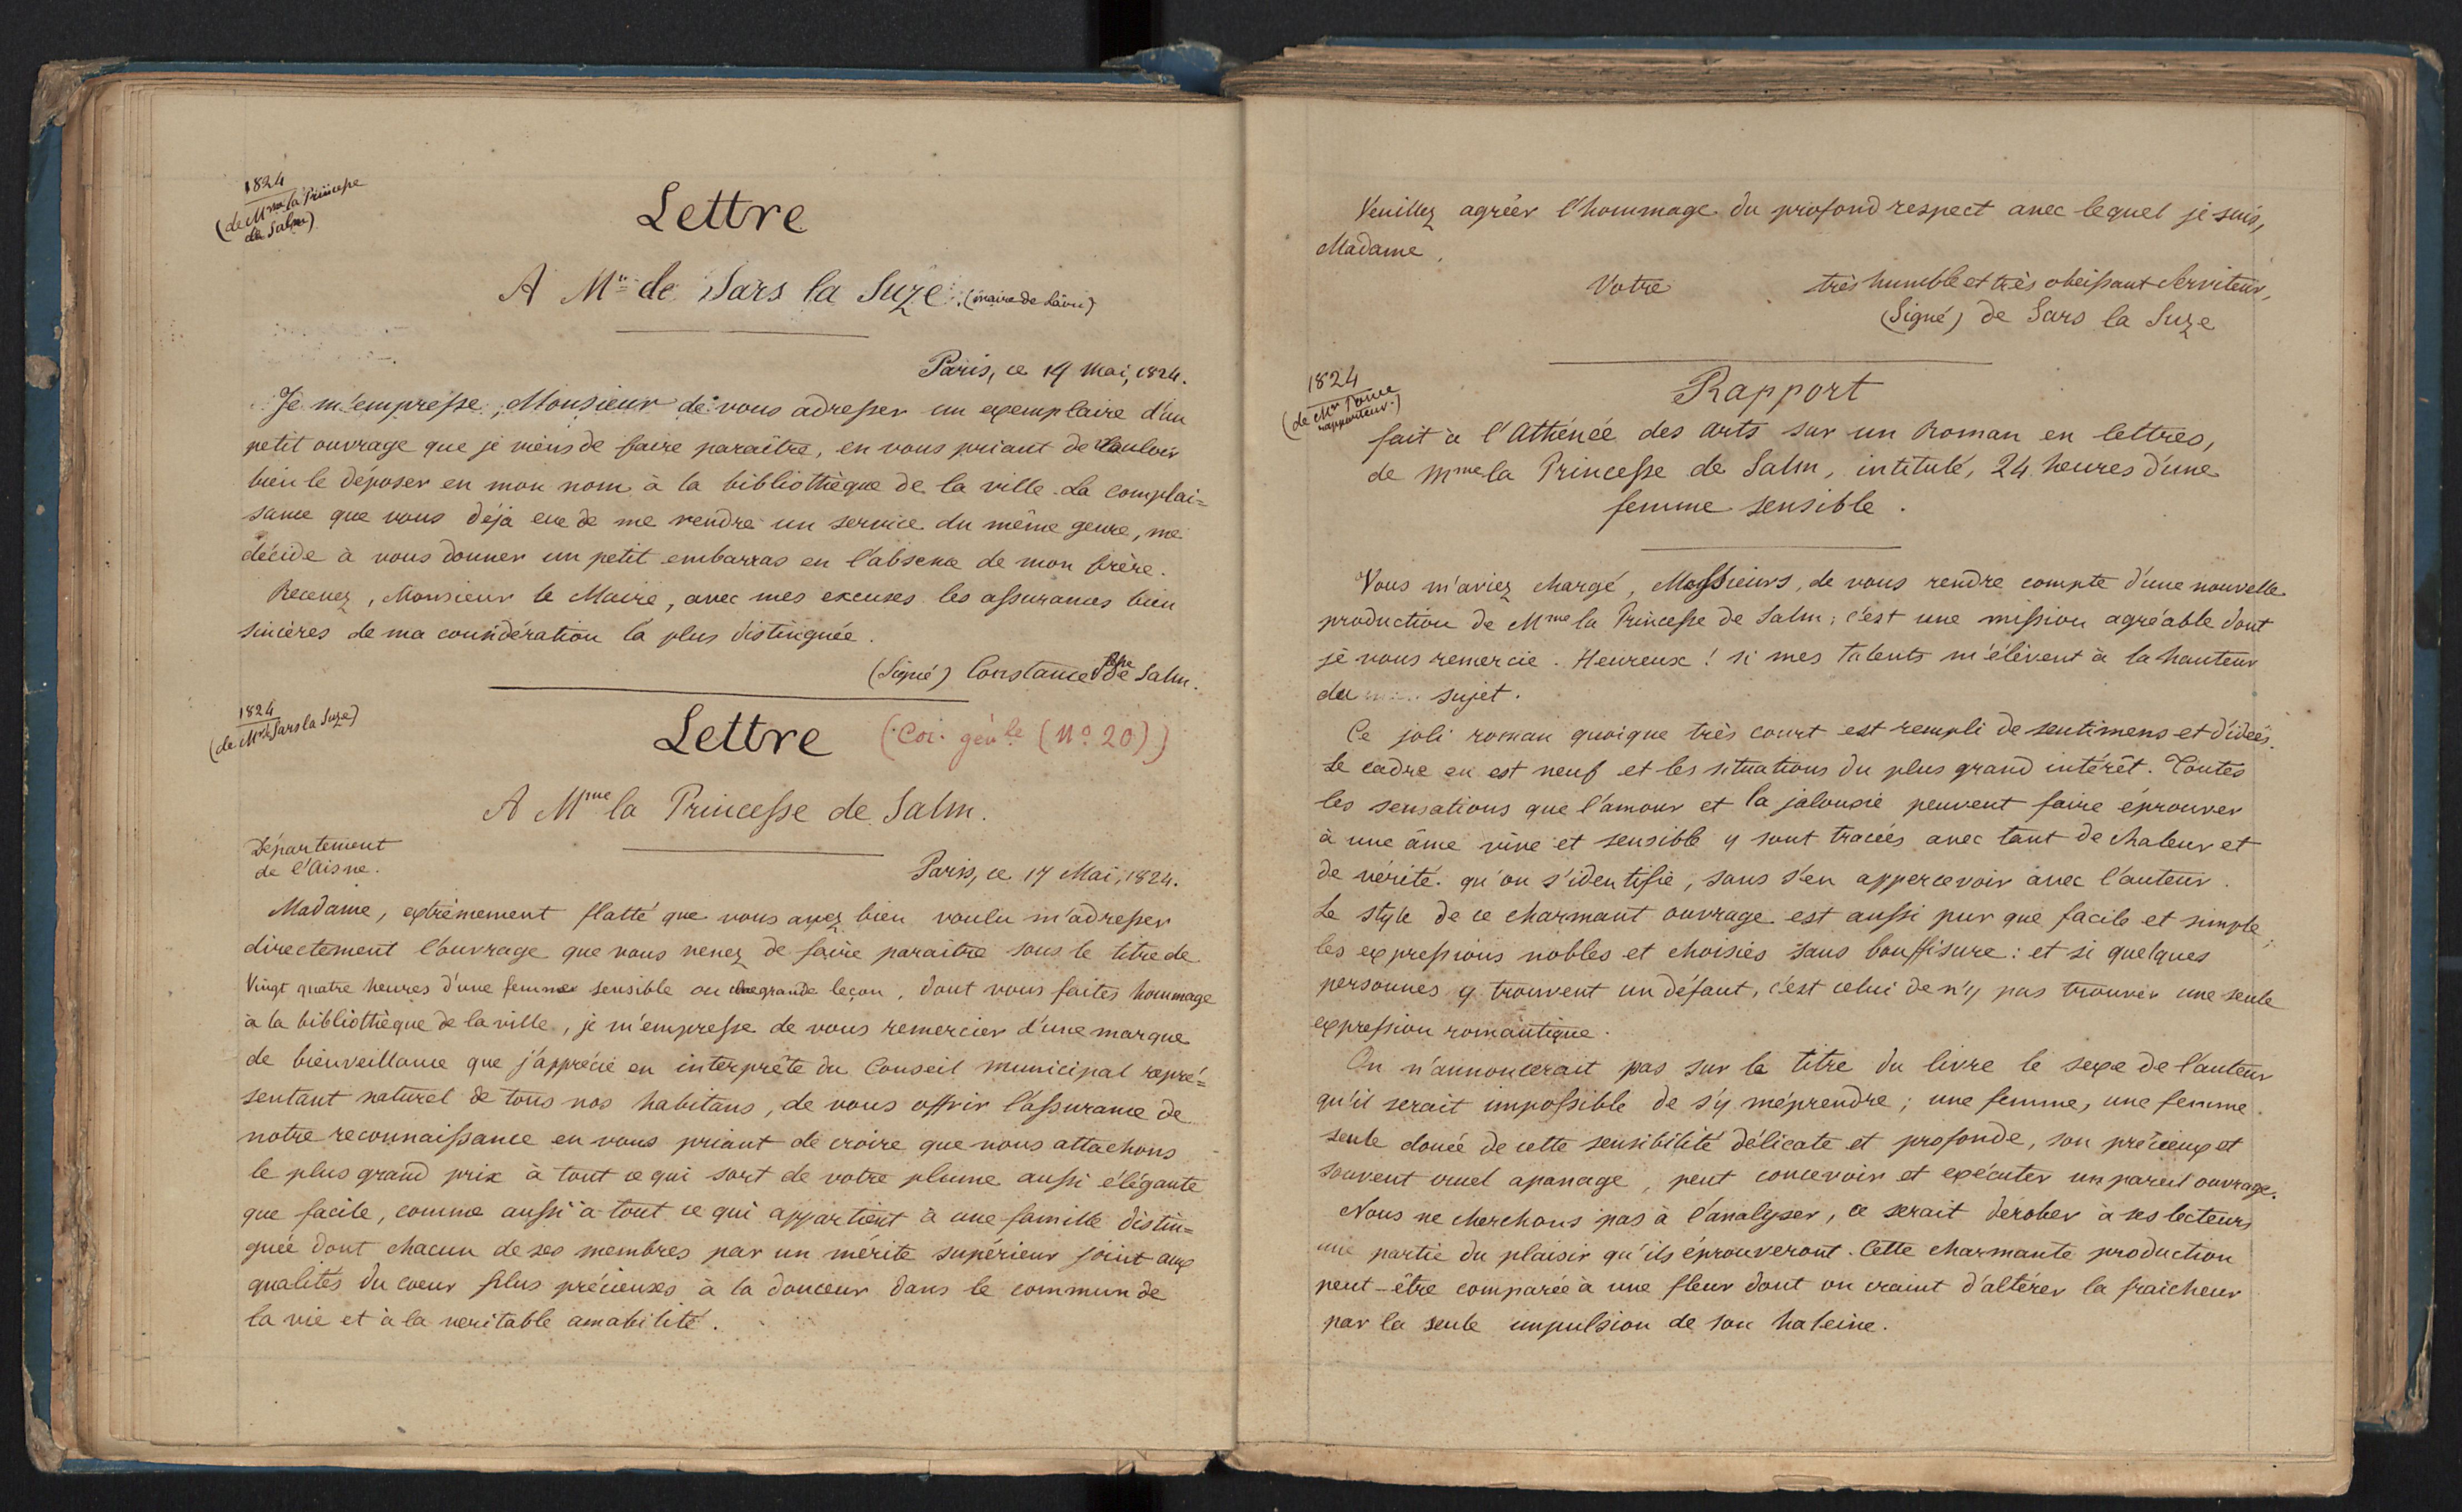 1824
(de Mme la Princesse
de Salm)
Lettre
A Mr de Sars la Suze (maire de Laon)
Paris, ce 14 Mai, 1824.
Je m'empresse, Monsieur de vous adresser un exemplaire d'un
petit ouvrage que je viens de faire paraître, en vous priant de vouloir
bien le déposer en mon nom à la bibliothèque de la ville. La complai=
sance que vous déjà eue de me rendre un service du même genre, me
décide à vous donner un petit embarras en l'absence de mon frère.
Recevez, Monsieur le Maire, avec mes excuses les assurances bien
sincères de ma considération la plus distinguée.
(Signé) Constance Psse de Salm.
1824
(de Mr de Sars la Suze)
Lettre (Cor. génle (No. 20))
A Mme la Princesse de Salm.
Département
de l'Aisne.
Paris, ce 17 Mai, 1824.
Madame, extrêmement flatté que vous ayez bien voulu m'adresser
directement l'ouvrage que vous venez de faire paraitre sous le titre de
Vingt quatre heures d'une femme sensible ou une grande leçon, dont vous faites hommage
à la bibliothèque de la ville, je m'empresse de vous remercier d'une marque
de bienveillance que j'apprécie en interprête du Conseil municipal repré=
sentant naturel de tous nos habitans, de vous offrir l'assurance de
notre reconnaissance en vous priant de croire que nous attachons
le plus grand prix à tout ce qui sort de votre plume aussi élégante
que facile, comme aussi à tout ce qui appartient à une famille distin=
guée dont chacun de ses membres par un mérite supérieur joint aux
qualités du coeur plus précieuses à la douceur dans le commun de
la vie et à la veritable amabilité.
Veuillez agréer l'hommage du profond respect avec lequel je suis,
Madame,
Votre très humble et très obeissant Serviteur,
(Signé) de Sars la Suze
1824
(de Mr
rapporteur.)
Rapport
fait à l'Athénée des arts sur un Roman en lettres,
de Mme la Princesse de Salm, intitulé, 24 heures d'une
femme sensible.
Vous m'aviez chargé, Messieurs, de vous rendre compte d'une nouvelle
production de Mme la Princesse de Salm; c'est une mission agréable dont
je vous remercie. Heureux! si mes talents m'élèvent à la hauteur
du sujet.
Ce joli roman quoique très court est rempli de sentimens et d'idées.
Le cadre en est neuf et les situations du plus grand intérêt. Toutes
les sensations que l'amour et la jalousie peuvent faire éprouver
à une âme vive et sensible y sont tracées avec tant de chaleur et
de vérité qu'on s'identifie, sans s'en appercevoir avec l'auteur.
Le style de ce charmant ouvrage est aussi pur que facile et simple;
les expressions nobles et choisies sans bouffisure: et si quelques
personnes y trouvent un défaut, c'est celui de n'y pas trouver une seule
expression romantique.
On n'annoncerait pas sur le titre du livre le sexe de l'auteur
qu'il serait impossible de s'y méprendre; une femme, une femme
seule douée de cette sensibilité délicate et profonde, son précieux et
souvent cruel apanage, peut concevoir et exécuter un pareil ouvrage.
Nous ne cherchons pas à l'analyser, ce serait dérober à ses lecteurs
une partie du plaisir qu'ils éprouveront. Cette charmante production
peut-être comparée à une fleur dont on craint d'altérer la fraîcheur
par la seule impulsion de son haleine.